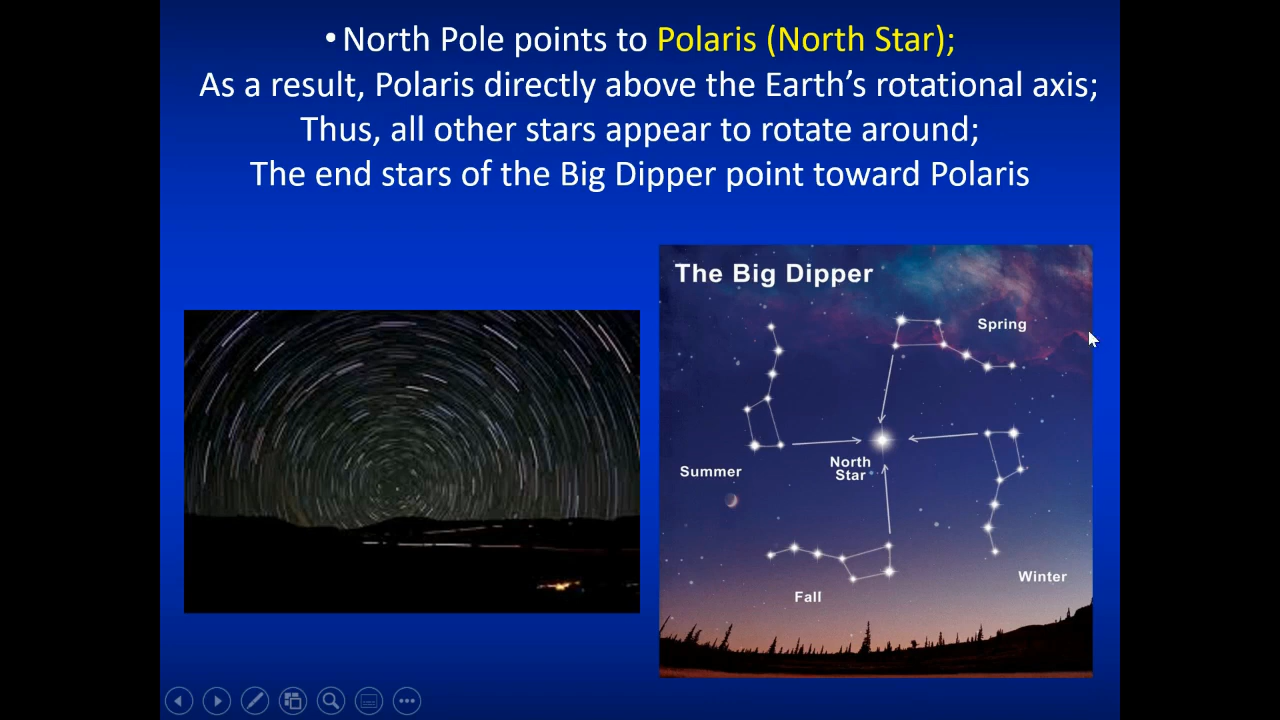 • North Pole points to Polaris (North Star);
As a result, Polaris directly above the Earth’s rotational axis;
Thus, all other stars appear to rotate around;
The end stars of the Big Dipper point toward Polaris
The Big Dipper
Spring
Summer
North
Star
Winter
Fall